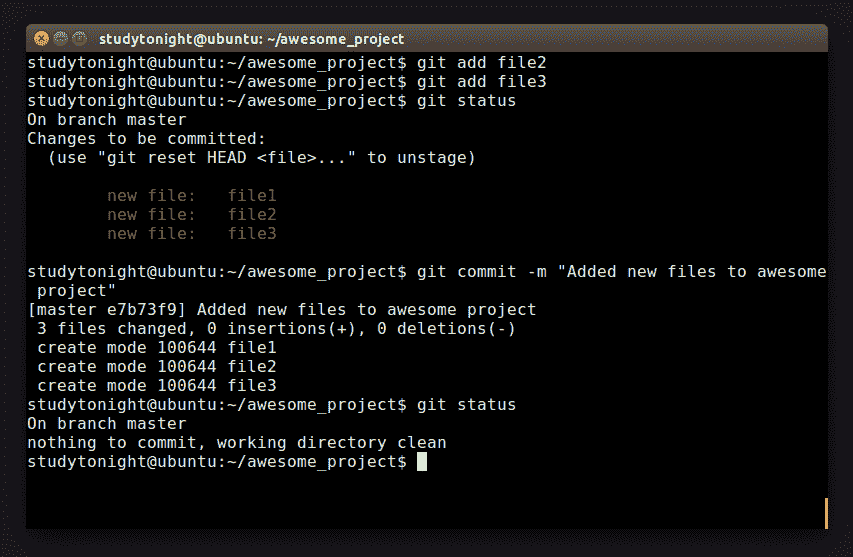 studytonight@ubuntu: ~/awesome_project
studytonight@ubuntu:~/awesome_project$ git add file2
studytonight@ubuntu:~/awesome_project$ git add file3
studytonight@ubuntu:~/awesome_project$ git status
On branch master
Changes to be committed:
  (use "git reset HEAD <file>..." to unstage)

        new file:   file1
        new file:   file2
        new file:   file3

studytonight@ubuntu:~/awesome_project$ git commit -m "Added new files to awesome
 project"
[master e7b73f9] Added new files to awesome project
 3 files changed, 0 insertions(+), 0 deletions(-)
 create mode 100644 file1
 create mode 100644 file2
 create mode 100644 file3
studytonight@ubuntu:~/awesome_project$ git status
On branch master
nothing to commit, working directory clean
studytonight@ubuntu:~/awesome_project$